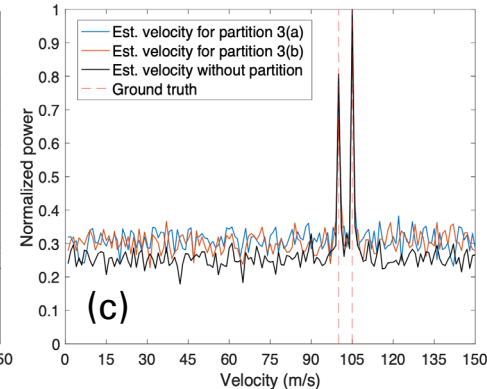 1
0.9
0.8
0.7
0.6
0.5
0.4
0.3
0.2
0.1
0
Normalized power
Est. velocity for partition 3(a)
Est. velocity for partition 3(b)
Est. velocity without partition
Ground truth
(c)
50
0 15 30 45 60 75 90 105 120 135 150
Velocity (m/s)